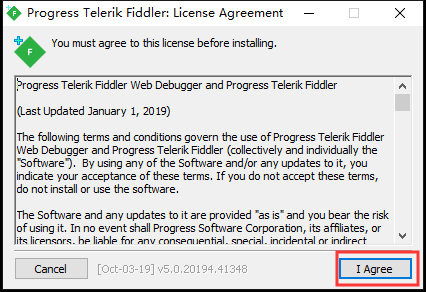 Progress Telerik Fiddler: License Agreement
F
You must agree to this license before installing.
Progress Telerik Fiddler Web Debugger and Progress Telerik Fiddler
(Last Updated January 1, 2019)
The following terms and conditions govern the use of Progress Telerik Fiddler
Web Debugger and Progress Telerik Fiddler (collectively and individually the
"Software").  By using any of the Software and/or any updates to it, you
indicate your acceptance of these terms. If you do not accept these terms,
do not install or use the software.
The Software and any updates to it are provided "as is" and you bear the risk
of using it. In no event shall Progress Software Corporation, its affiliates, or
its licensors, be liable for any consequential, special, incidental or indirect
Cancel
[Oct-03-19] v5.0.20194.41348
I Agree